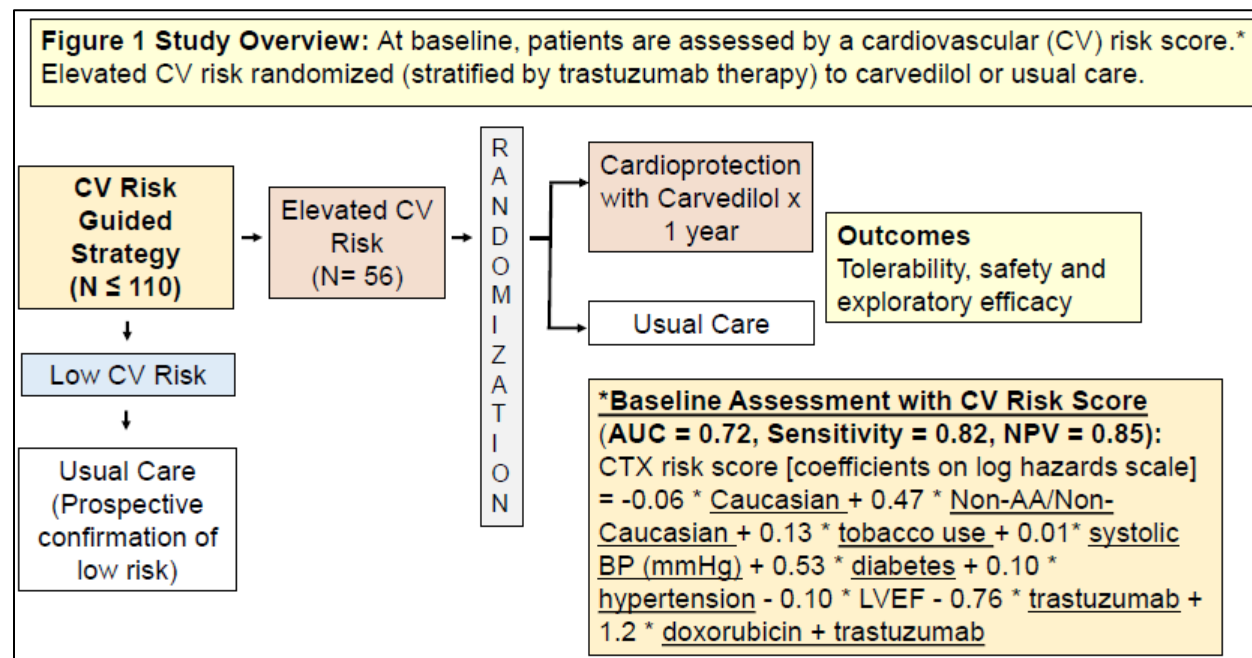 Figure 1 Study Overview: At baseline, patients are assessed by a cardiovascular (CV) risk score.*
Elevated CV risk randomized (stratified by trastuzumab therapy) to carvedilol or usual care.
CV Risk
Guided
Strategy
(N ≤ 110)
Elevated CV
Risk
(N= 56)
R
A
N
D
O
M
I
Z
A
T
I
O
N
Cardioprotection
with Carvedilol x
1 year
Usual Care
Outcomes
Tolerability, safety and
exploratory efficacy
Low CV Risk
Usual Care
(Prospective
confirmation of
low risk)
*Baseline Assessment with CV Risk Score
(AUC = 0.72, Sensitivity = 0.82, NPV = 0.85):
CTX risk score [coefficients on log hazards scale]
= -0.06 * Caucasian + 0.47 * Non-AA/Non-
Caucasian + 0.13 * tobacco use + 0.01* systolic
BP (mmHg) + 0.53 * diabetes + 0.10 *
hypertension - 0.10 * LVEF - 0.76 * trastuzumab +
1.2 * doxorubicin + trastuzumab